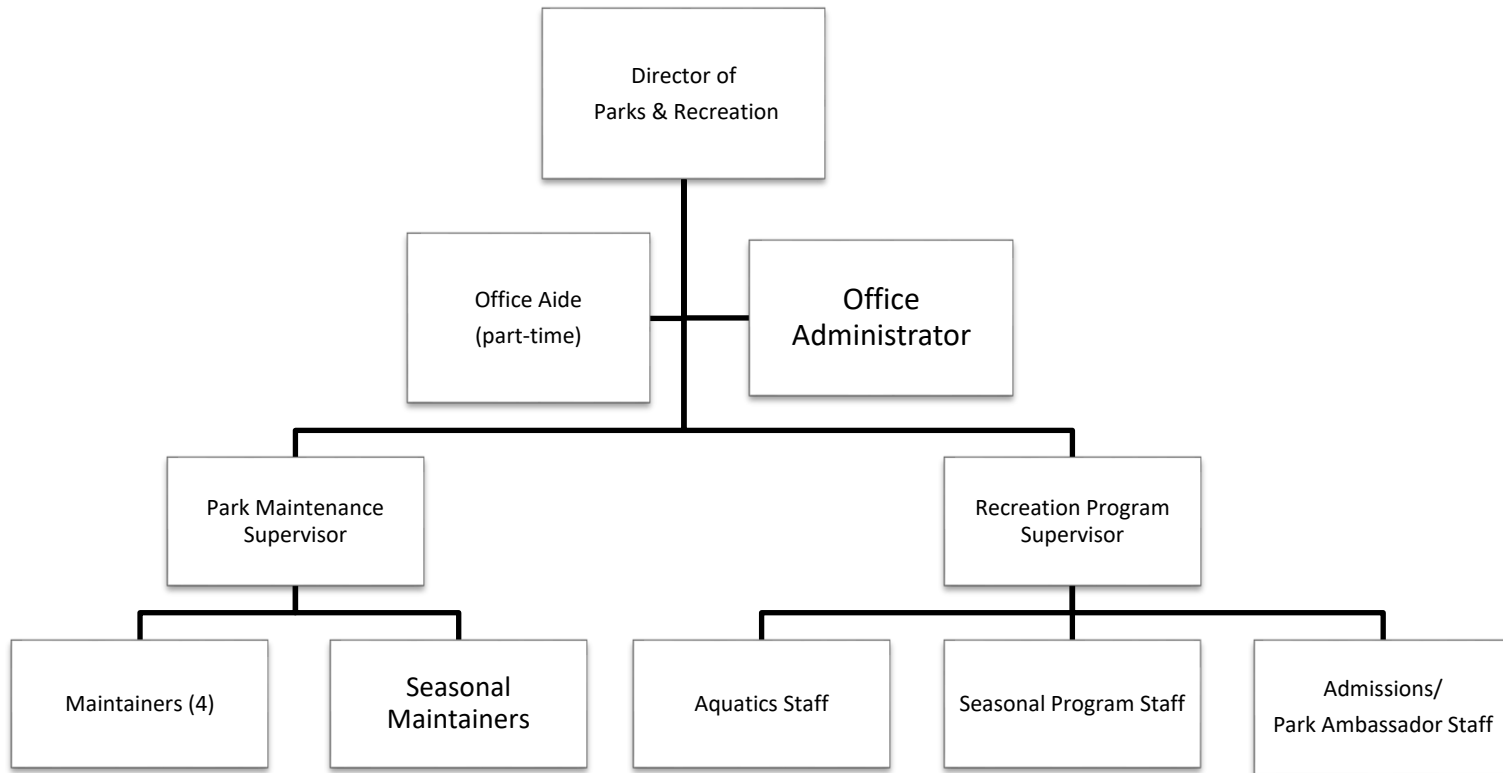 Director of
Parks & Recreation
Office Aide
(part-time)
Office
Administrator
Park Maintenance
Supervisor
Recreation Program
Supervisor
Maintainers (4)
Seasonal
Maintainers
Aquatics Staff
Seasonal Program Staff
Admissions/
Park Ambassador Staff